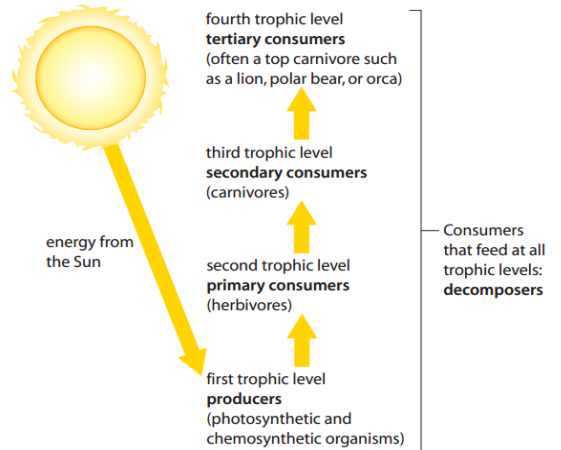 fourth trophic level
tertiary consumers
(often a top carnivore such
as a lion, polar bear, or orca)
third trophic level
secondary consumers
(carnivores)
energy from
the Sun
second trophic level
primary consumers
(herbivores)
first trophic level
producers
(photosynthetic and
chemosynthetic organisms)
Consumers
that feed at all
trophic levels:
decomposers